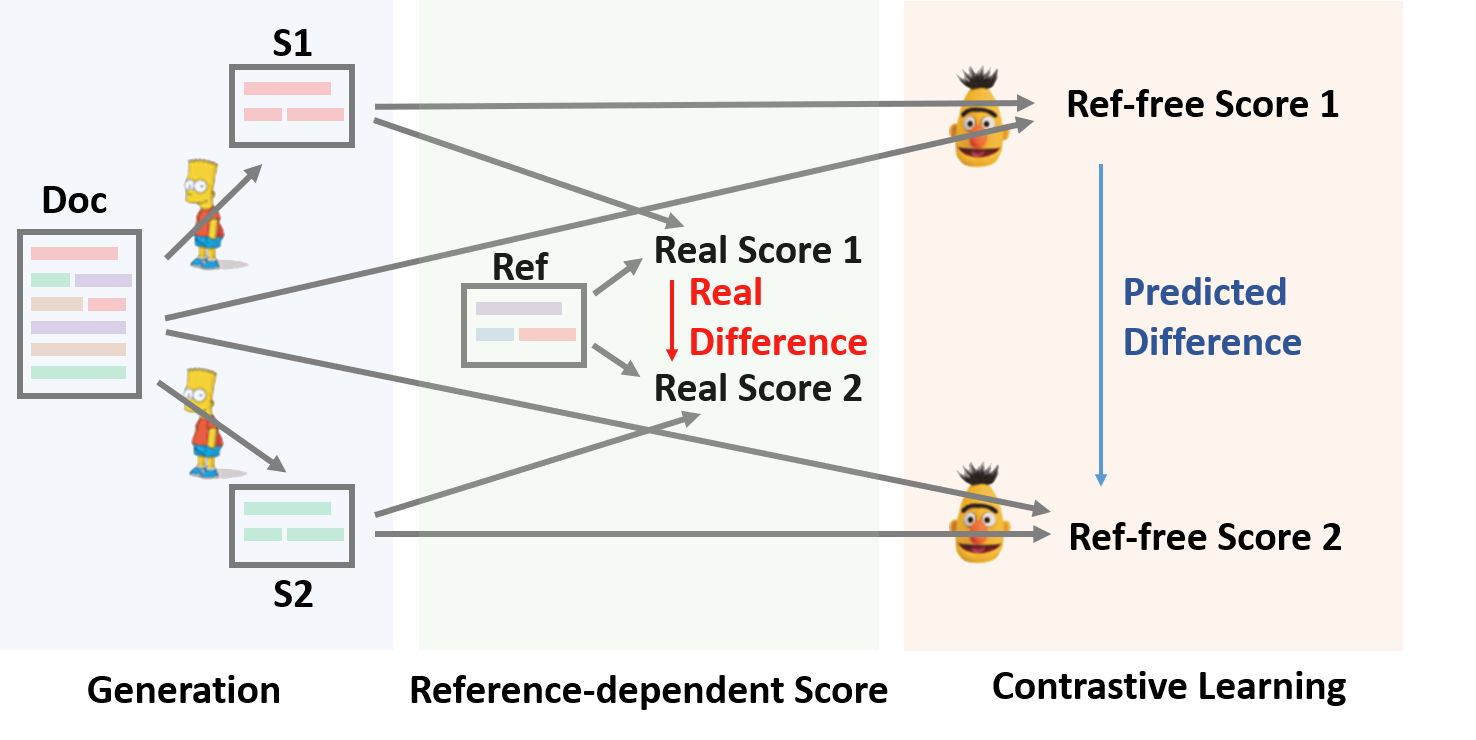 S1
Doc
S2
Generation
Ref
Real Score 1
Real
Difference
Real Score 2
Reference-dependent Score
Ref-free Score 1
Predicted
Difference
Ref-free Score 2
Contrastive Learning